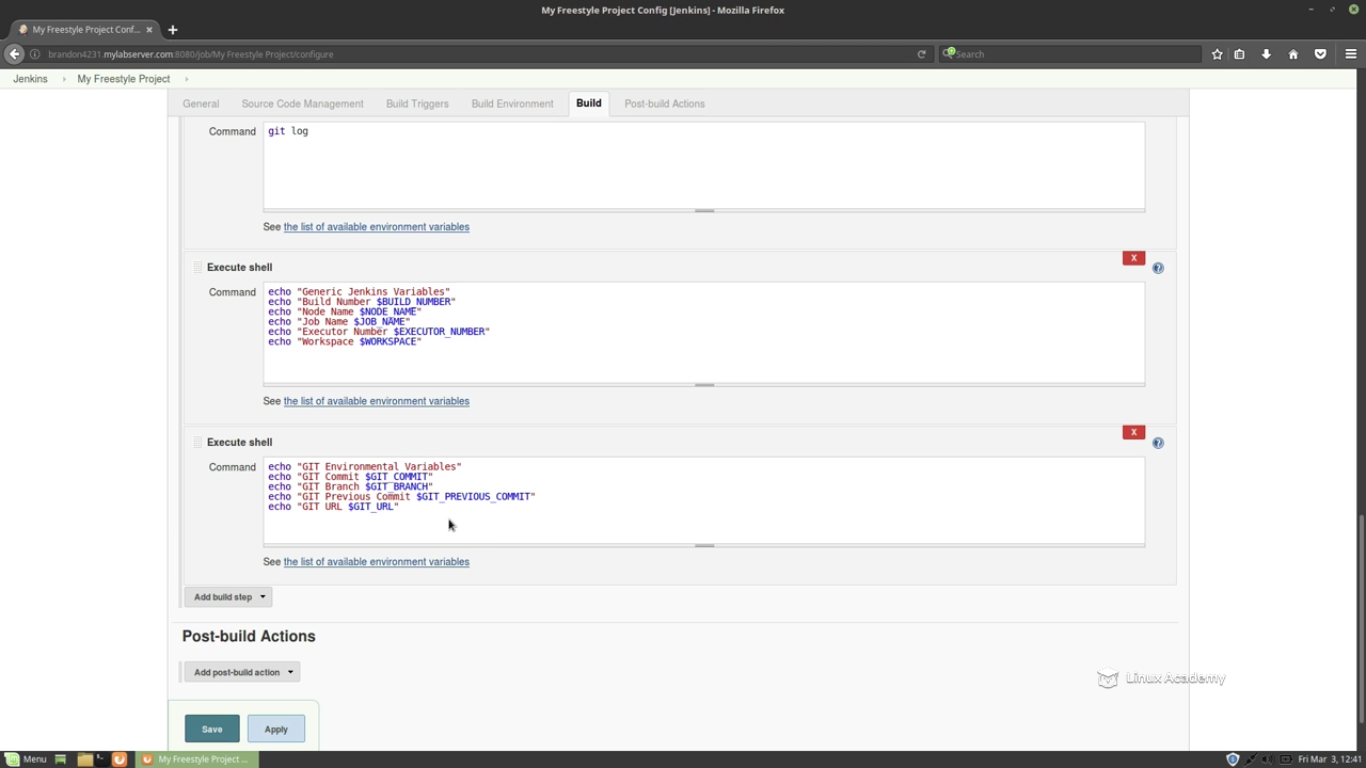 My Freestyle Project Config [Jenkins] - Mozilla Firefox
My Freestyle Project Conf...
brandon4231.mylabserver.com:8080/job/My Freestyle Project/configure
Search
Jenkins
My Freestyle Project
General
Source Code Management
Build Triggers
Build Environment
Build
Post-build Actions
Command
git log
See the list of available environment variables
X
Execute shell
Command
echo "Generic Jenkins Variables"
echo "Build Number $BUILD_NUMBER"
echo "Node Name $NODE_NAME"
echo "Job Name $JOB_NAME"
echo "Executor Number $EXECUTOR_NUMBER"
echo "Workspace $WORKSPACE"
See the list of available environment variables
X
Execute shell
Command
echo "GIT Environmental Variables"
echo "GIT Commit $GIT_COMMIT"
echo "GIT Branch $GIT_BRANCH"
echo "GIT Previous Commit $GIT_PREVIOUS_COMMIT"
echo "GIT URL $GIT_URL"
See the list of available environment variables
Add build step
Post-build Actions
Add post-build action
Linux Academy
Save
Apply
Menu
My Freestyle Project ...
Fri Mar 3, 12:41